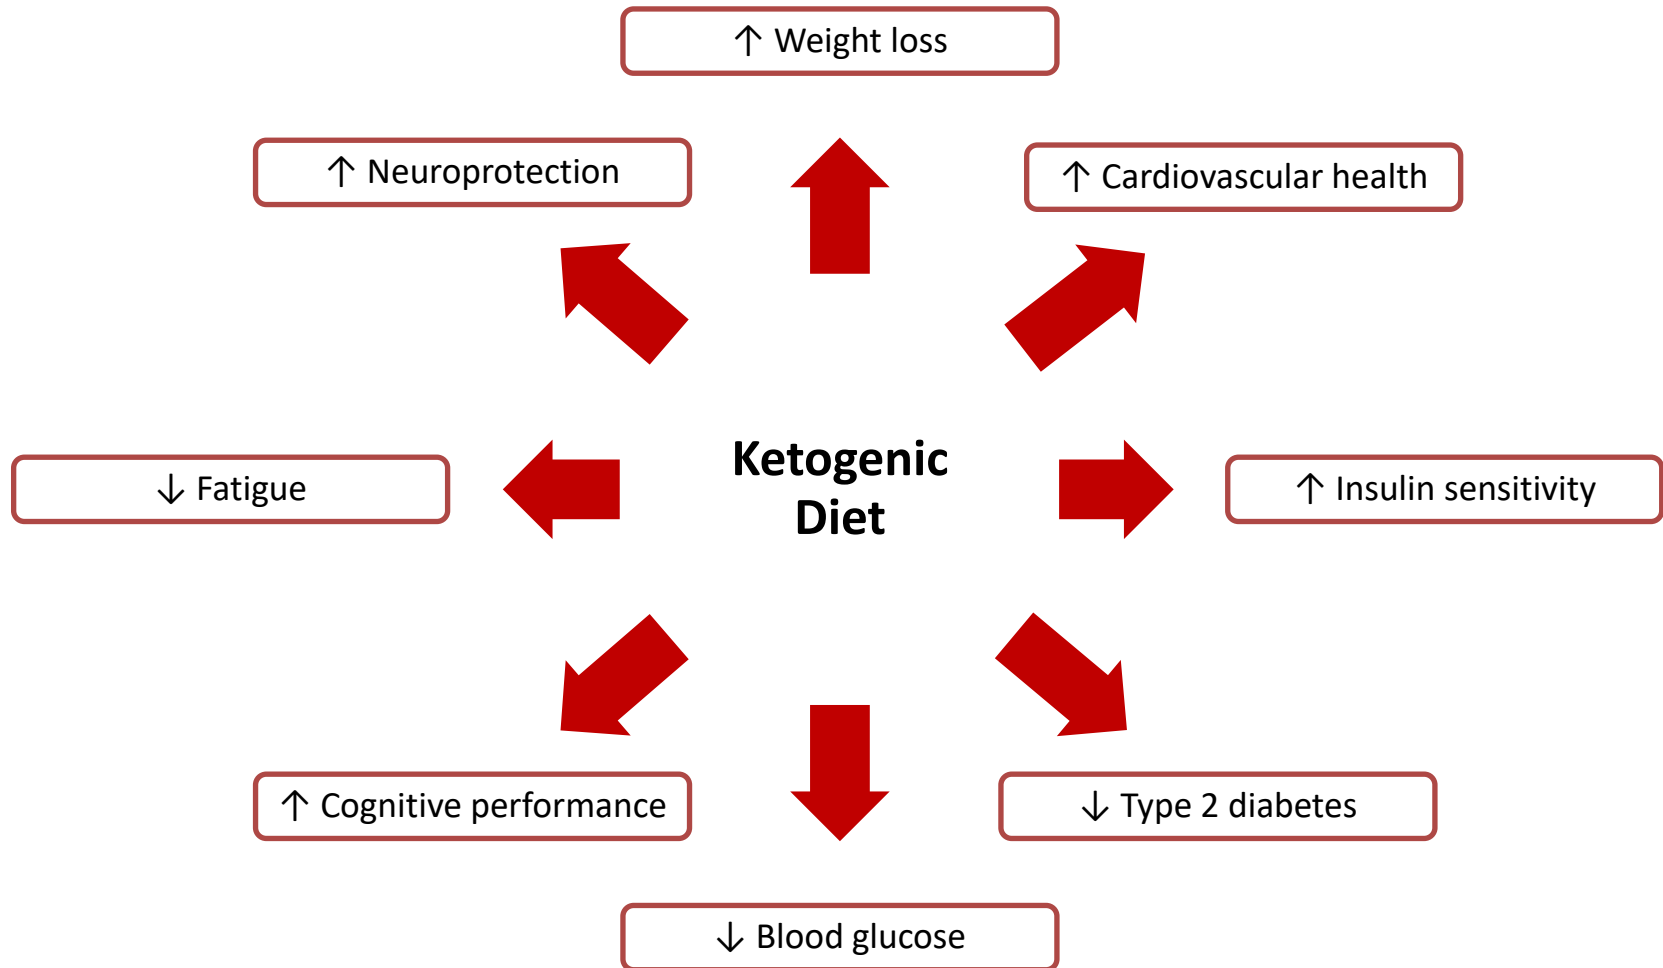 ↑ Weight loss
↑ Neuroprotection
↑ Cardiovascular health
Ketogenic
Diet
↓ Fatigue
↑ Insulin sensitivity
↑ Cognitive performance
↓ Type 2 diabetes
↓ Blood glucose